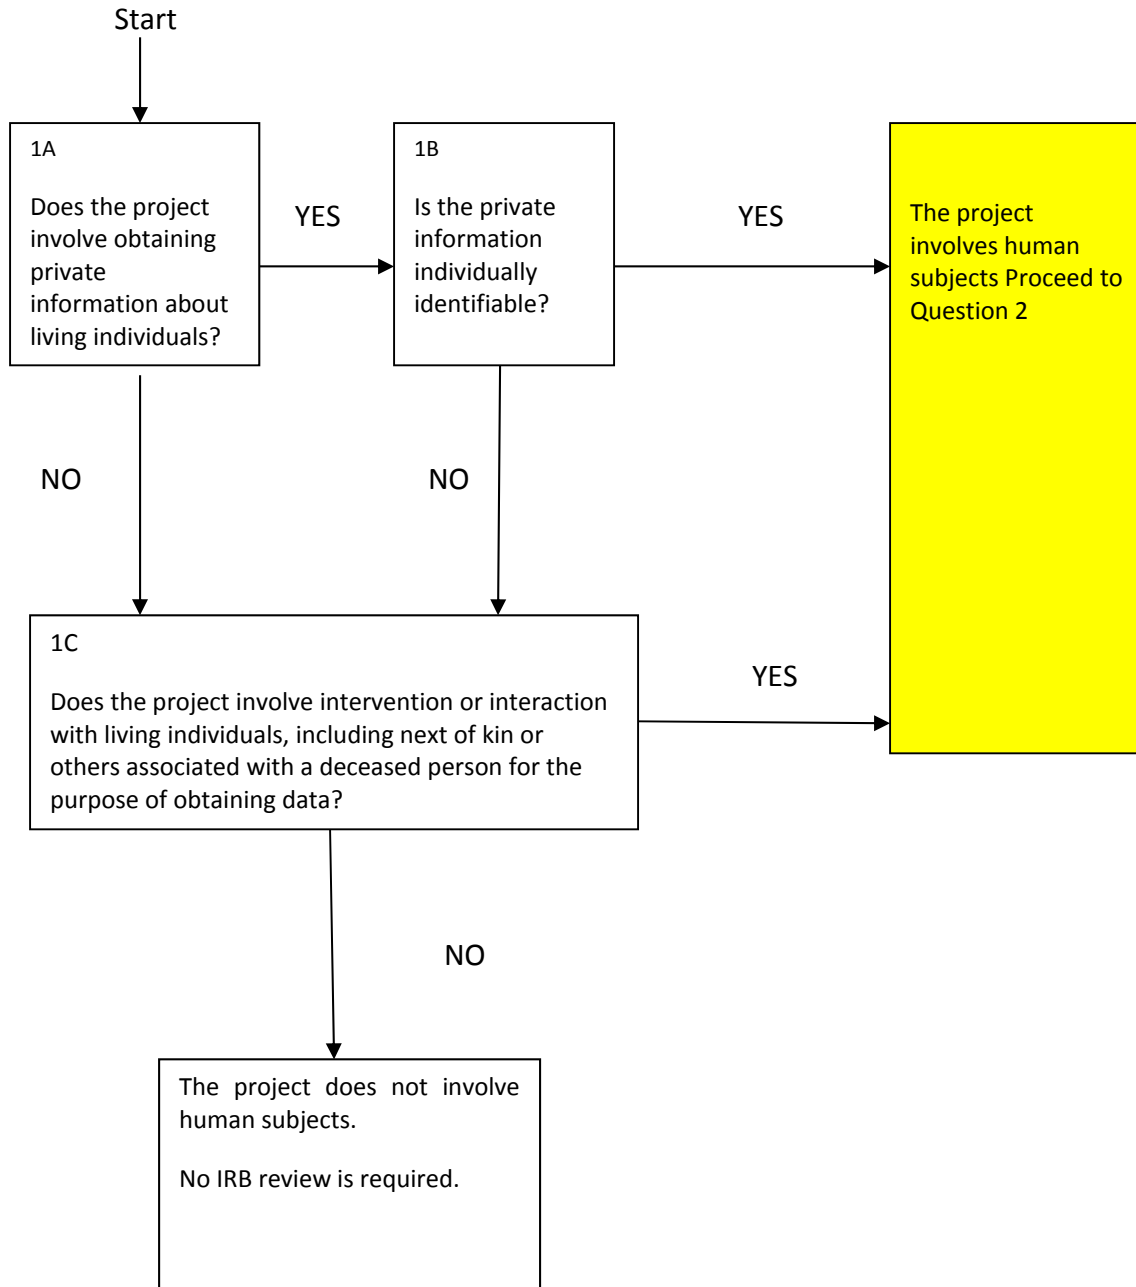 Start
1A
Does the project
involve obtaining
private
information about
living individuals?
YES
1B
Is the private
information
individually
identifiable?
YES
The project
involves human
subjects Proceed to
Question 2
NO
NO
1C
Does the project involve intervention or interaction
with living individuals, including next of kin or
others associated with a deceased person for the
purpose of obtaining data?
YES
NO
The project does not involve
human subjects.
No IRB review is required.